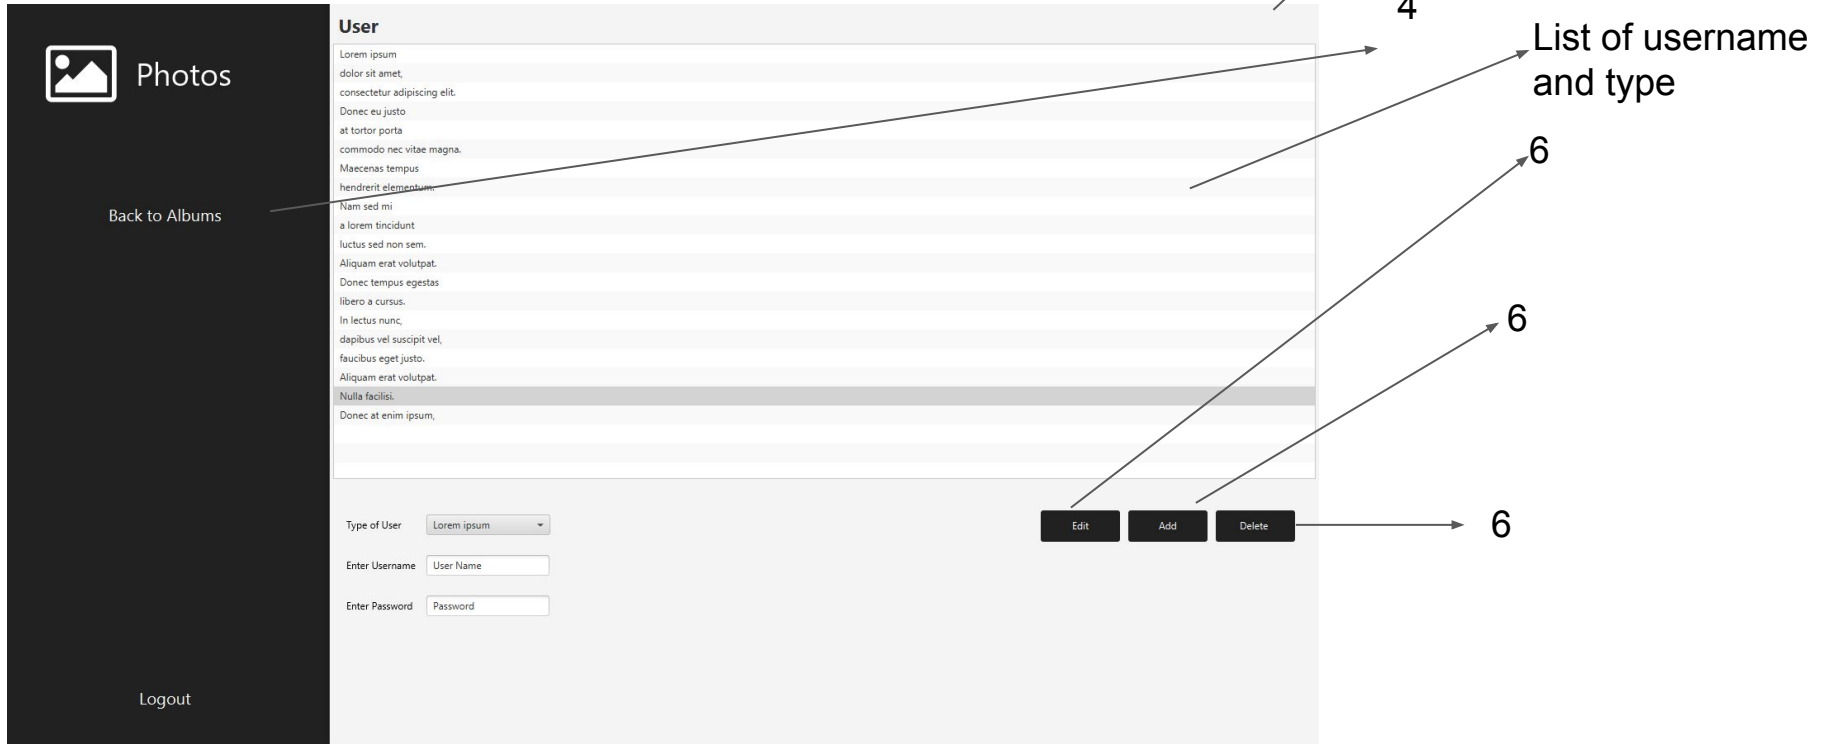 Photos
Back to Albums
Logout
User
Lorem ipsum
dolor sit amet,
consectetur adipiscing elit.
Donec eu justo
at tortor porta
commodo nec vitae magna.
Maecenas tempus
hendrerit elementum.
Nam sed mi
a lorem tincidunt
luctus sed non sem.
Aliquam erat volutpat.
Donec tempus egestas
libero a cursus.
In lectus nunc,
dapibus vel suscipit vel,
faucibus eget justo.
Aliquam erat volutpat.
Nulla facilisi.
Donec at enim ipsum,
Type of User Lorem ipsum
Enter Username User Name
Enter Password Password
Edit Add Delete
4
List of username
and type
6
6
6